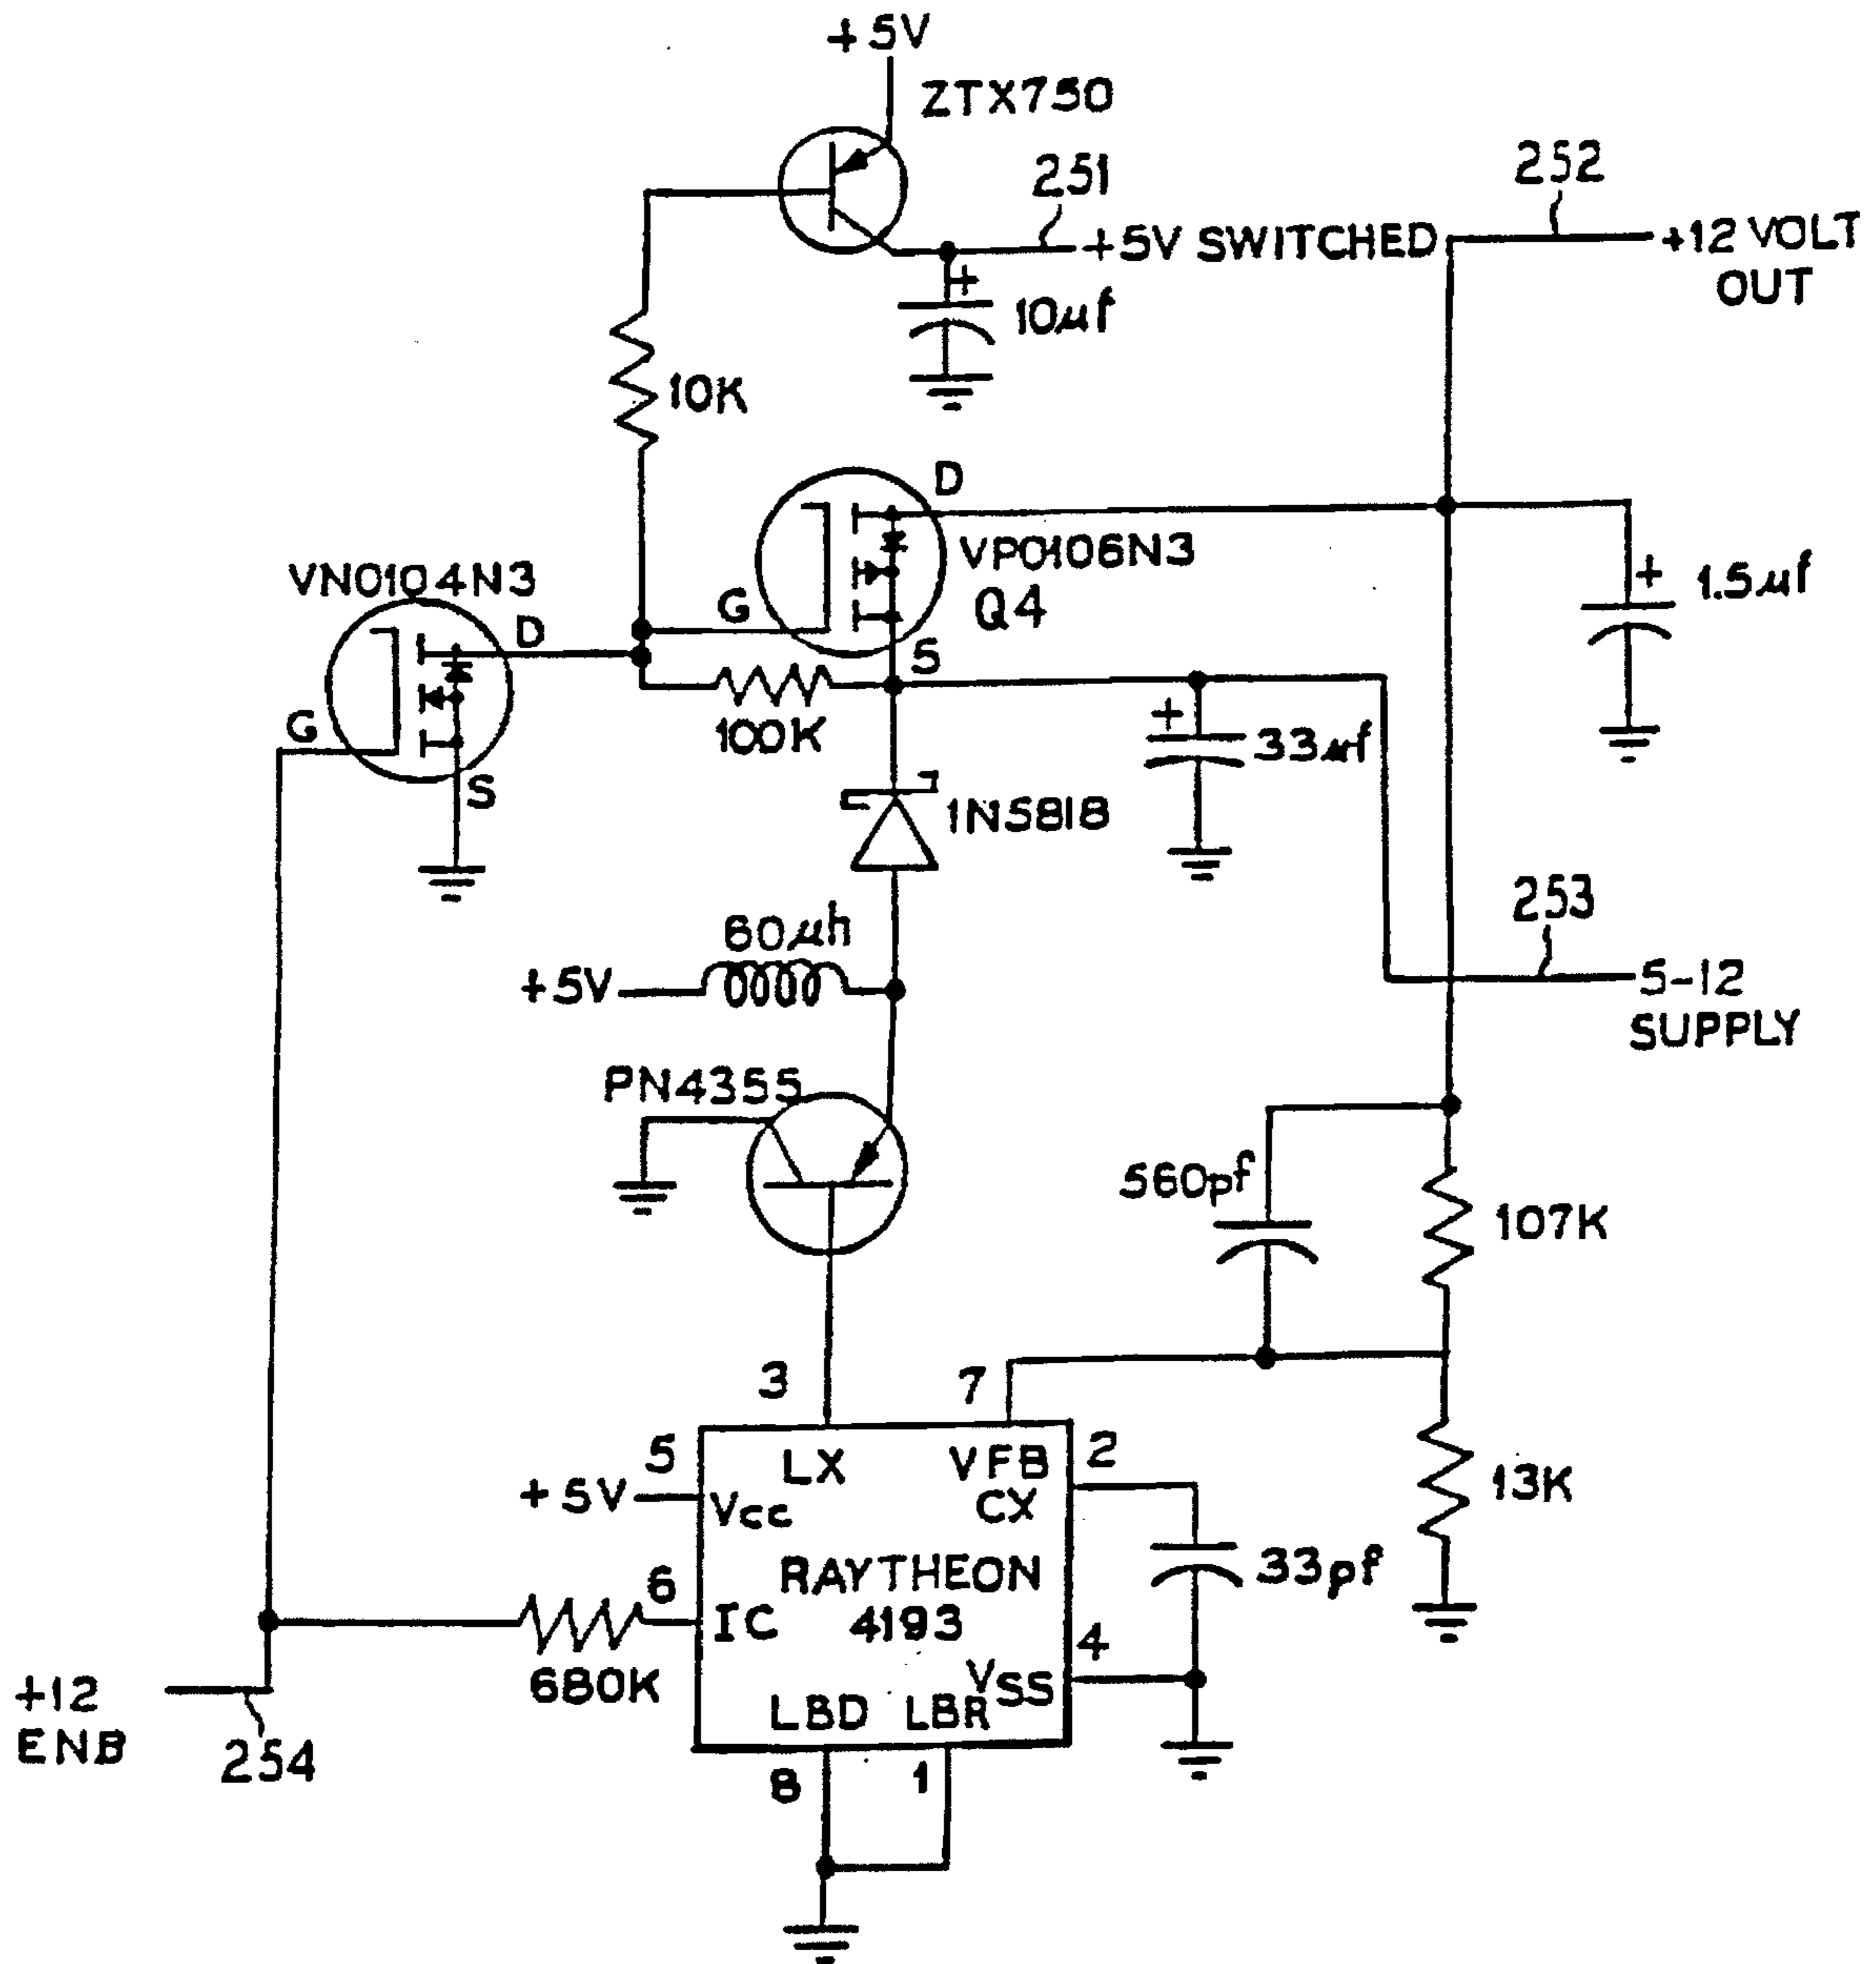 +5V
ZTX750
251
+5V SWITCHED
252
+12 VOLT
OUT
10µf
10K
D
VP0106N3
Q4
G
S
VN0104N3
D
G
S
100K
+
1.5µf
+
33µf
+
1N5818
253
5-12
SUPPLY
60µh
+5V
PN4355
560pf
107K
3
7
5
+5V
LX
VFB
2
Vcc
CX
13K
RAYTHEON
4193
33pf
6
IC
4
680K
VSS
LBD
LBR
+12
ENB
254
8
1